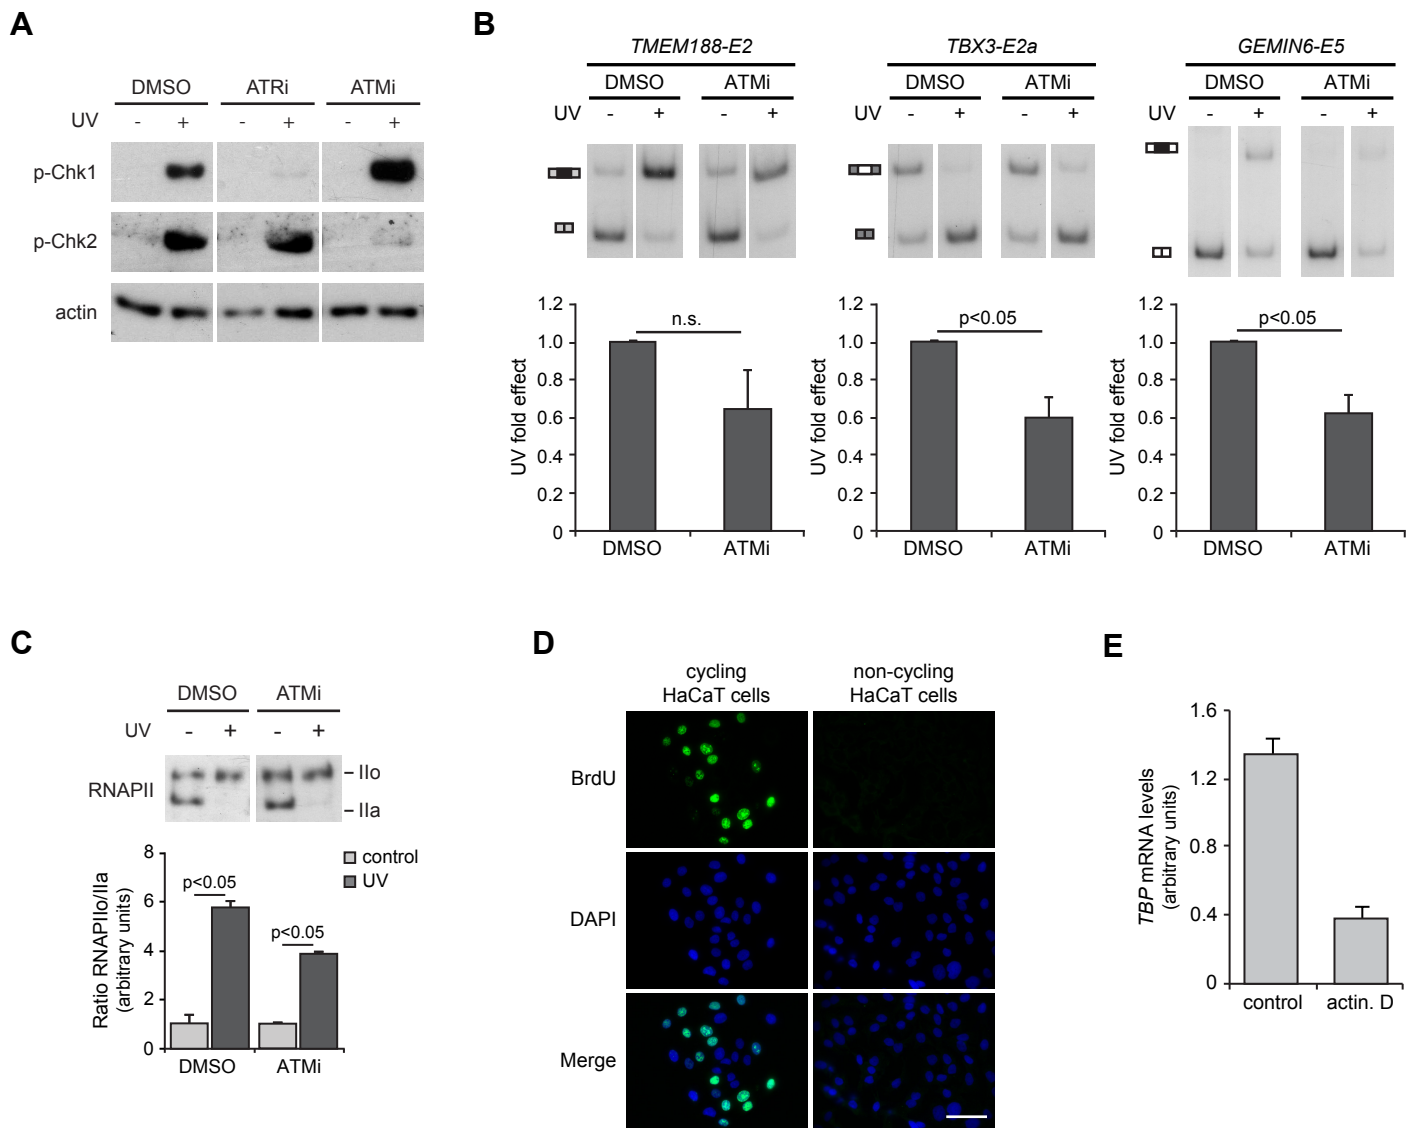 A
DMSO ATRi ATMi
UV - + - + - +
p-Chk1
p-Chk2
actin
B
TMEM188-E2
DMSO ATMi
UV - + - +
1.2
1.0
0.8
0.6
0.4
0.2
0
UV fold effect
n.s.
DMSO ATMi
TBX3-E2a
DMSO ATMi
UV - + - +
1.2
1.0
0.8
0.6
0.4
0.2
0
UV fold effect
p<0.05
DMSO ATMi
GEMIN6-E5
DMSO ATMi
UV - + - +
1.2
1.0
0.8
0.6
0.4
0.2
0
UV fold effect
p<0.05
DMSO ATMi
C
DMSO ATMi
UV - + - +
RNAPII
IIo
IIa
8
6
4
2
0
Ratio RNAPIIo/IIa
(arbitrary units)
p<0.05
p<0.05
control
UV
DMSO ATMi
D
cycling
HaCaT cells
non-cycling
HaCaT cells
BrdU
DAPI
Merge
E
1.6
1.2
0.8
0.4
0
TBP mRNA levels
(arbitrary units)
control actin. D